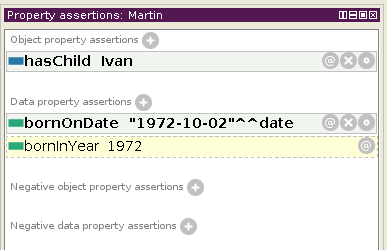 Property assertions: Martin
Object property assertions
hasChild Ivan
Data property assertions
bornOnDate "1972-10-02"^^date
bornInYear 1972
Negative object property assertions
Negative data property assertions